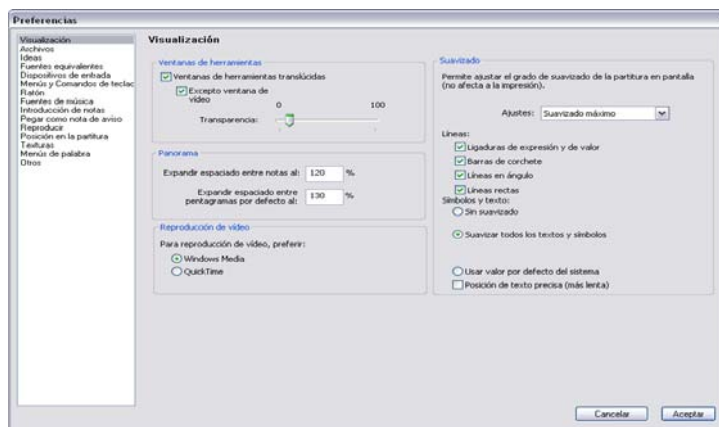 Preferencias
Visualización
Archivos
Ideas
Fuentes equivalentes
Dispositivos de entrada
Menús y Comandos de teclac
Ratón
Fuentes de música
Introducción de notas
Pegar como nota de aviso
Reproducir
Posición en la partitura
Texturas
Menús de palabra
Otros
Visualización
Ventanas de herramientas
Ventanas de herramientas translúcidas
Excepto ventana de
vídeo
0 100
Transparencia:
Panorama
Expandir espaciado entre notas al: 120 %
Expandir espaciado entre
pentagramas por defecto al: 130 %
Reproducción de vídeo
Para reproducción de vídeo, preferir:
Windows Media
QuickTime
Suavizado
Permite ajustar el grado de suavizado de la partitura en pantalla
(no afecta a la impresión).
Ajustes: Suavizado máximo
Líneas:
Ligaduras de expresión y de valor
Barras de corchete
Líneas en ángulo
Líneas rectas
Símbolos y texto:
Sin suavizado
Suavizar todos los textos y símbolos
Usar valor por defecto del sistema
Posición de texto precisa (más lenta)
Cancelar Aceptar